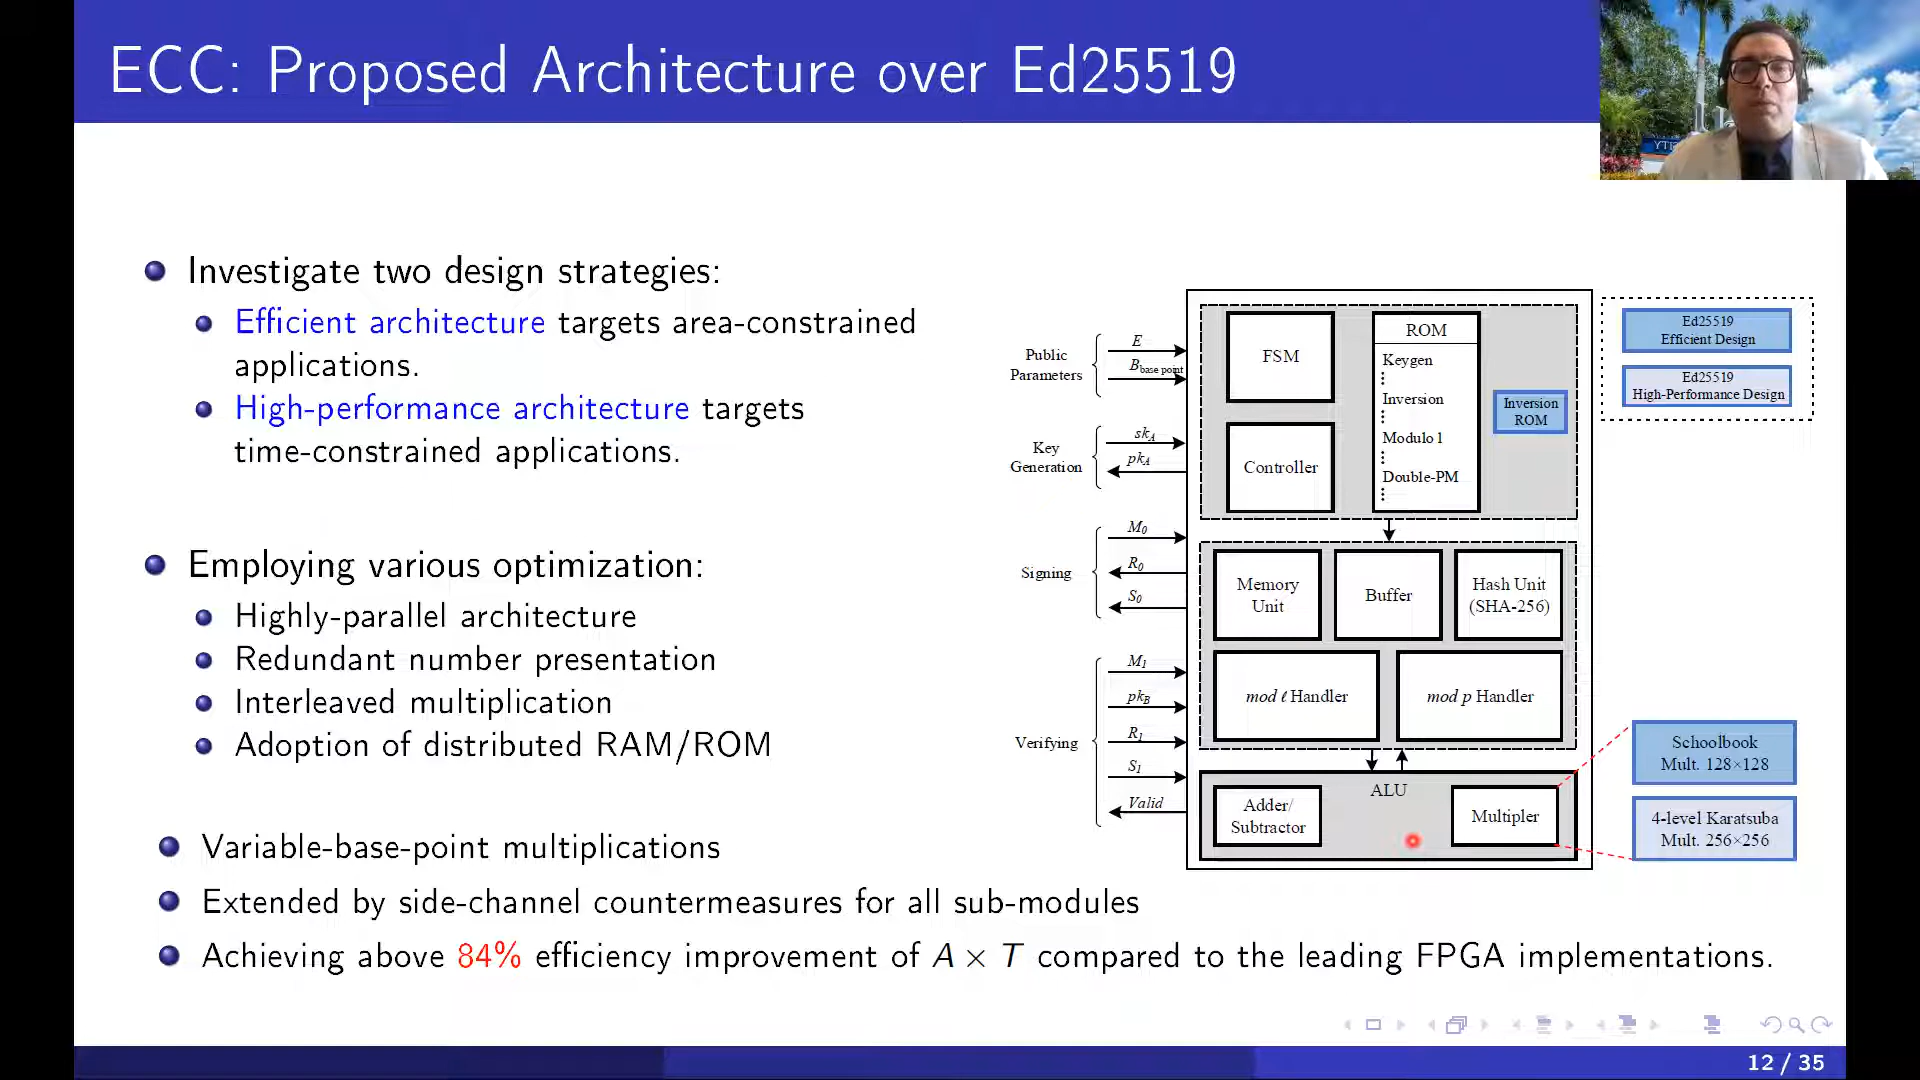 ECC: Proposed Architecture over Ed25519
Investigate two design strategies:
Efficient architecture targets area-constrained
applications.
High-performance architecture targets
time-constrained applications.
Employing various optimization:
Highly-parallel architecture
Redundant number presentation
Interleaved multiplication
Adoption of distributed RAM/ROM
Variable-base-point multiplications
Extended by side-channel countermeasures for all sub-modules
Achieving above 84% efficiency improvement of A × T compared to the leading FPGA implementations.
Public
Parameters
E
B base point
Key
Generation
sk_A
pk_A
Signing
M_0
R_0
S_0
Verifying
M_1
pk_B
R_1
S_1
Valid
FSM
Controller
ROM
Keygen
Inversion
Modulo l
Double-PM
Inversion
ROM
Memory
Unit
Buffer
Hash Unit
(SHA-256)
mod ℓ Handler
mod p Handler
ALU
Adder/
Subtractor
Multipler
Ed25519
Efficient Design
Ed25519
High-Performance Design
Schoolbook
Mult. 128×128
4-level Karatsuba
Mult. 256×256
12 / 35